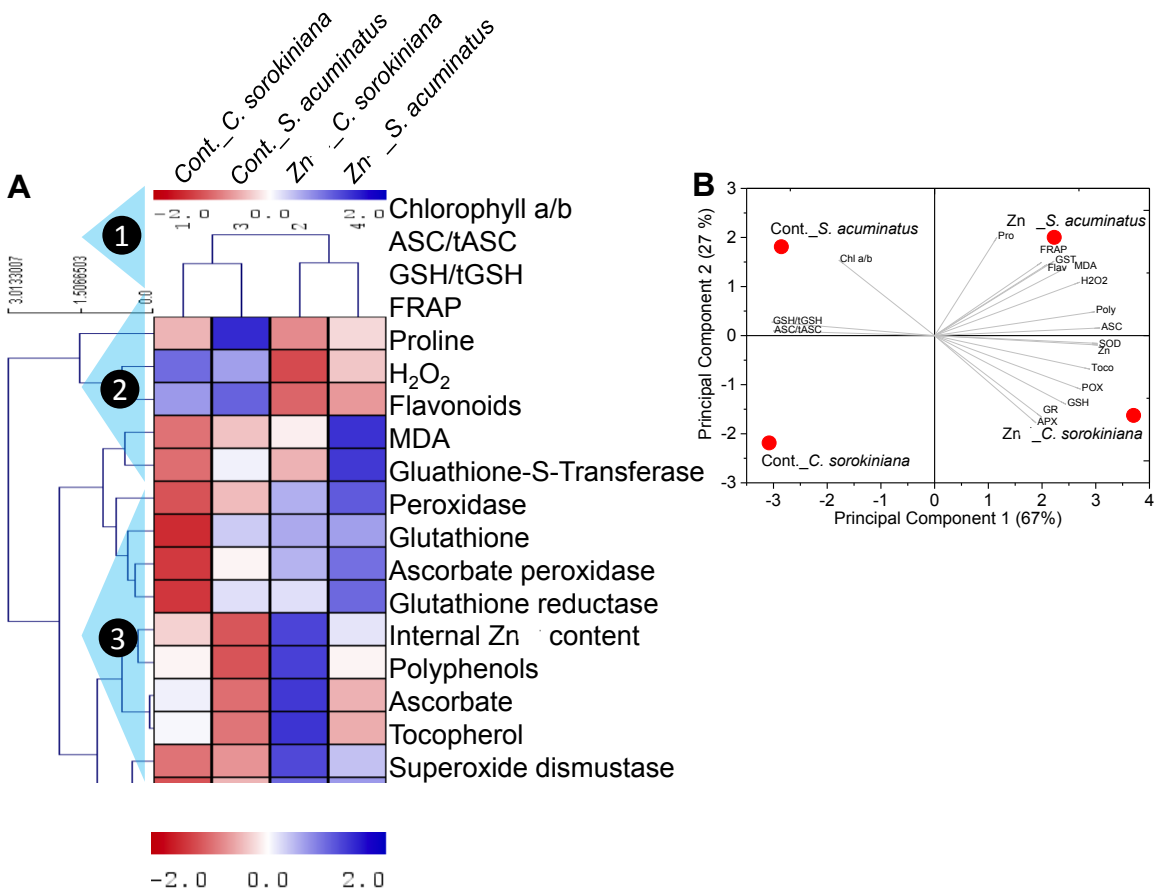 Cont._C. sorokiniana
Cont._S. acuminatus
Zn _C. sorokiniana
Zn _S. acuminatus
A
-2.0 0.0 2.0
1 3 2 4
3.0133007 1.5066503 0.0
1
2
3
Chlorophyll a/b
ASC/tASC
GSH/tGSH
FRAP
Proline
H2O2
Flavonoids
MDA
Gluathione-S-Transferase
Peroxidase
Glutathione
Ascorbate peroxidase
Glutathione reductase
Internal Zn content
Polyphenols
Ascorbate
Tocopherol
Superoxide dismustase
-2.0 0.0 2.0
B
Principal Component 2 (27 %)
3
2
1
0
-1
-2
-3
Cont._S. acuminatus
Zn _S. acuminatus
Pro
FRAP
Chl a/b
GST
Flav
MDA
H2O2
Poly
GSH/tGSH
ASC/tASC
ASC
SOD
Zn
Toco
POX
GSH
GR
APX
Zn _C. sorokiniana
Cont._C. sorokiniana
-3 -2 -1 0 1 2 3 4
Principal Component 1 (67%)